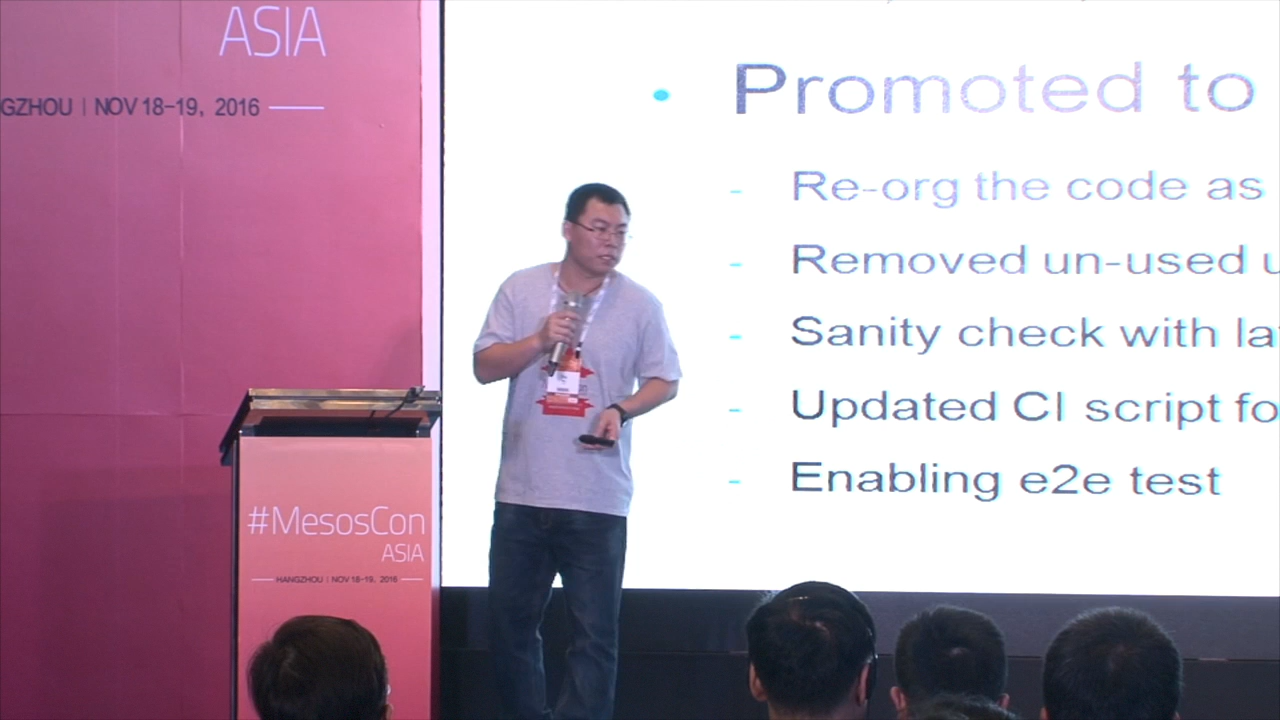 ASIA
GZHOU | NOV 18-19, 2016
• Promoted to
- Re-org the code as
- Removed un-used u
- Sanity check with la
- Updated CI script fo
- Enabling e2e test
#MesosCon
ASIA
HANGZHOU | NOV 18-19, 2016